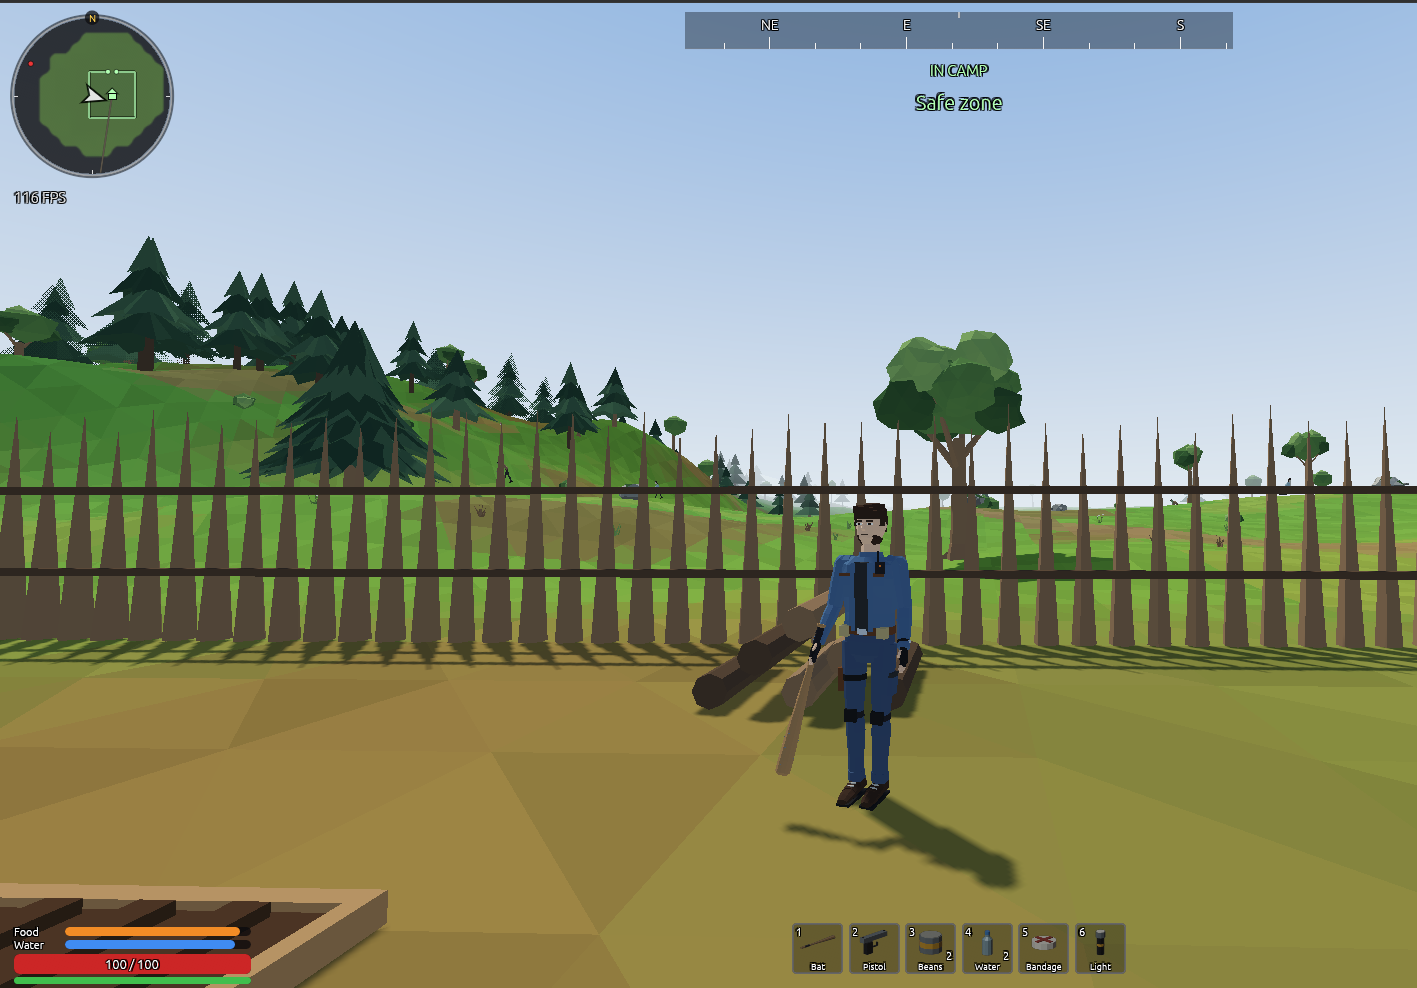 N
NE E SE S
IN CAMP
Safe zone
116 FPS
Food
Water
100 / 100
1 2 3 4 5 6
2 2
Bat Pistol Beans Water Bandage Light